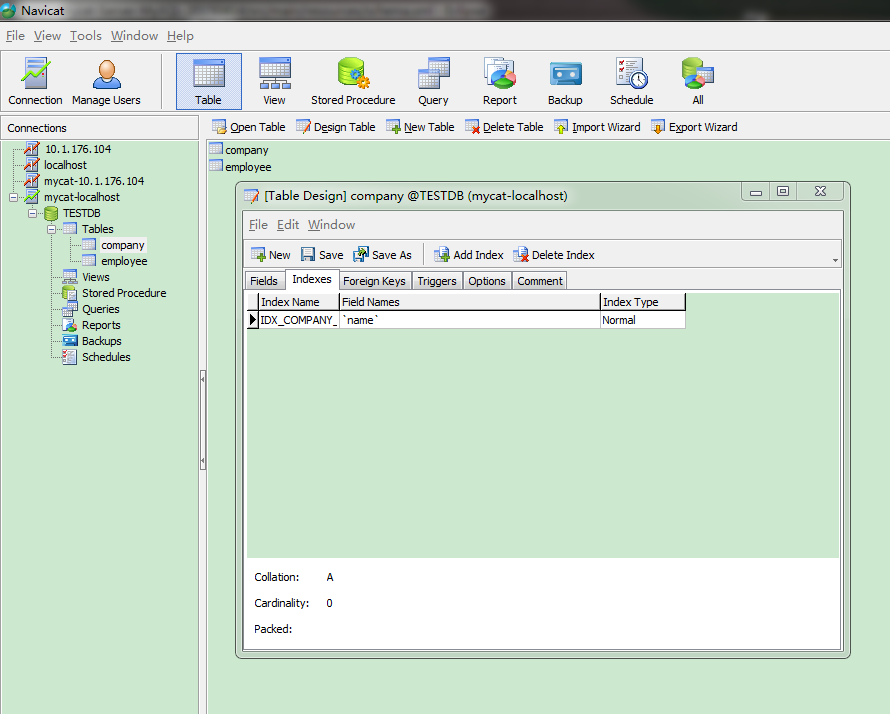 Navicat
File View Tools Window Help
Connection Manage Users Table View Stored Procedure Query Report Backup Schedule All
Connections
Open Table Design Table New Table Delete Table Import Wizard Export Wizard
10.1.176.104
localhost
mycat-10.1.176.104
mycat-localhost
TESTDB
Tables
company
employee
Views
Stored Procedure
Queries
Reports
Backups
Schedules
company
employee
[Table Design] company @TESTDB (mycat-localhost)
File Edit Window
New Save Save As Add Index Delete Index
Fields Indexes Foreign Keys Triggers Options Comment
Index Name Field Names Index Type
IDX_COMPANY_ `name` Normal
Collation: A
Cardinality: 0
Packed: